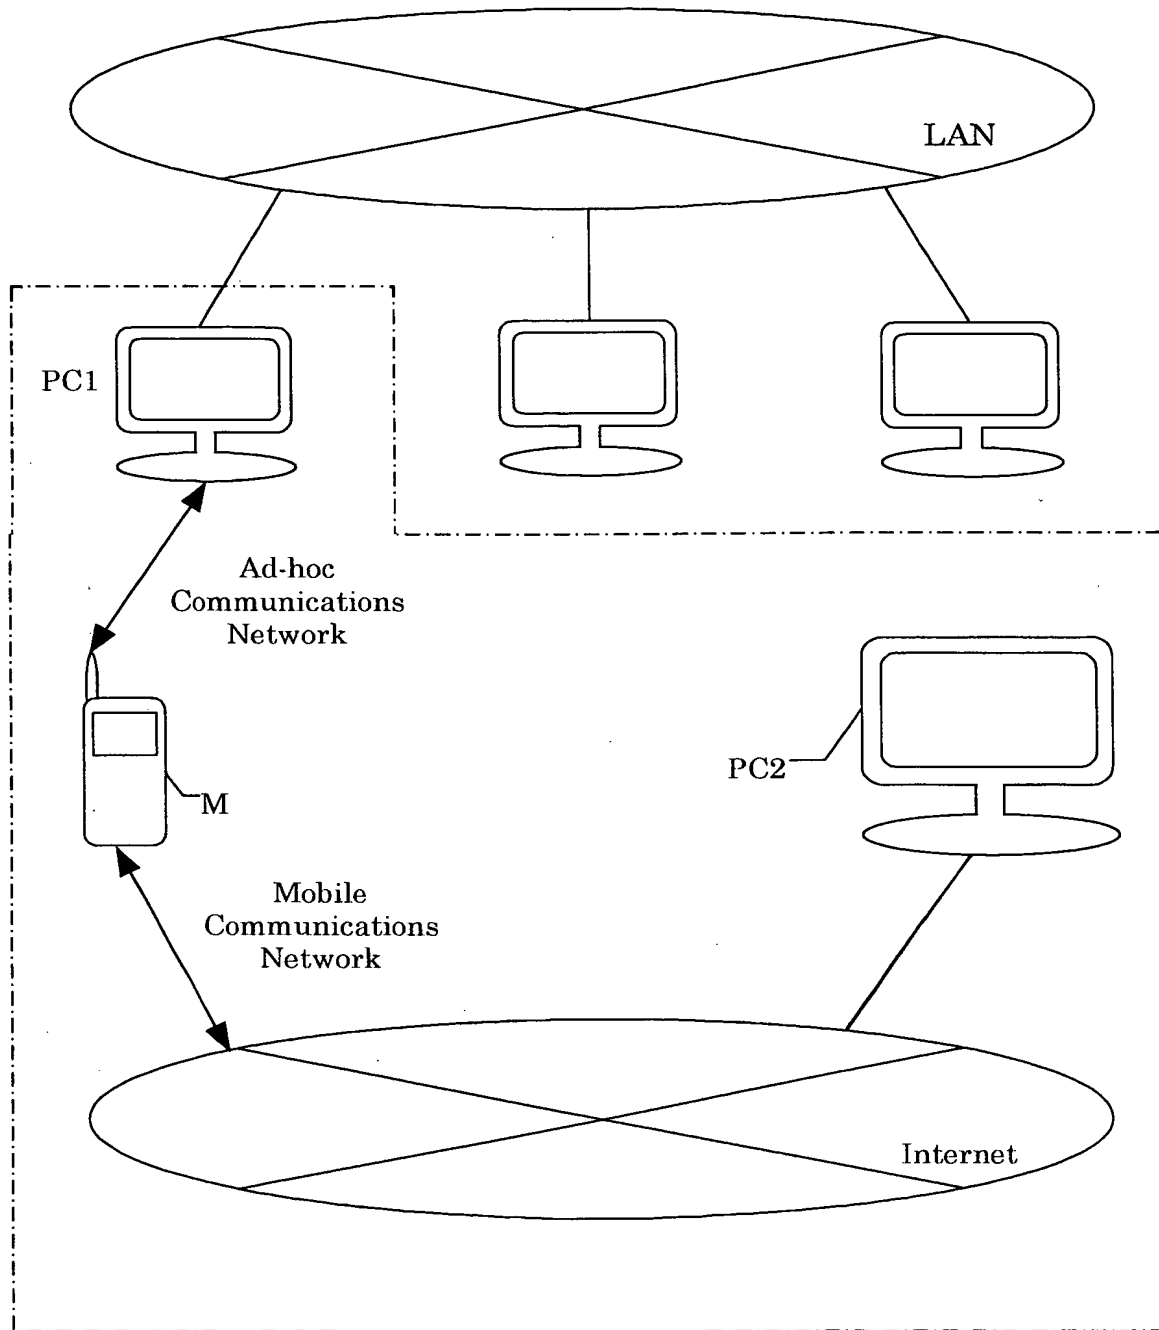 LAN
PC1
Ad-hoc
Communications
Network
PC2
M
Mobile
Communications
Network
Internet